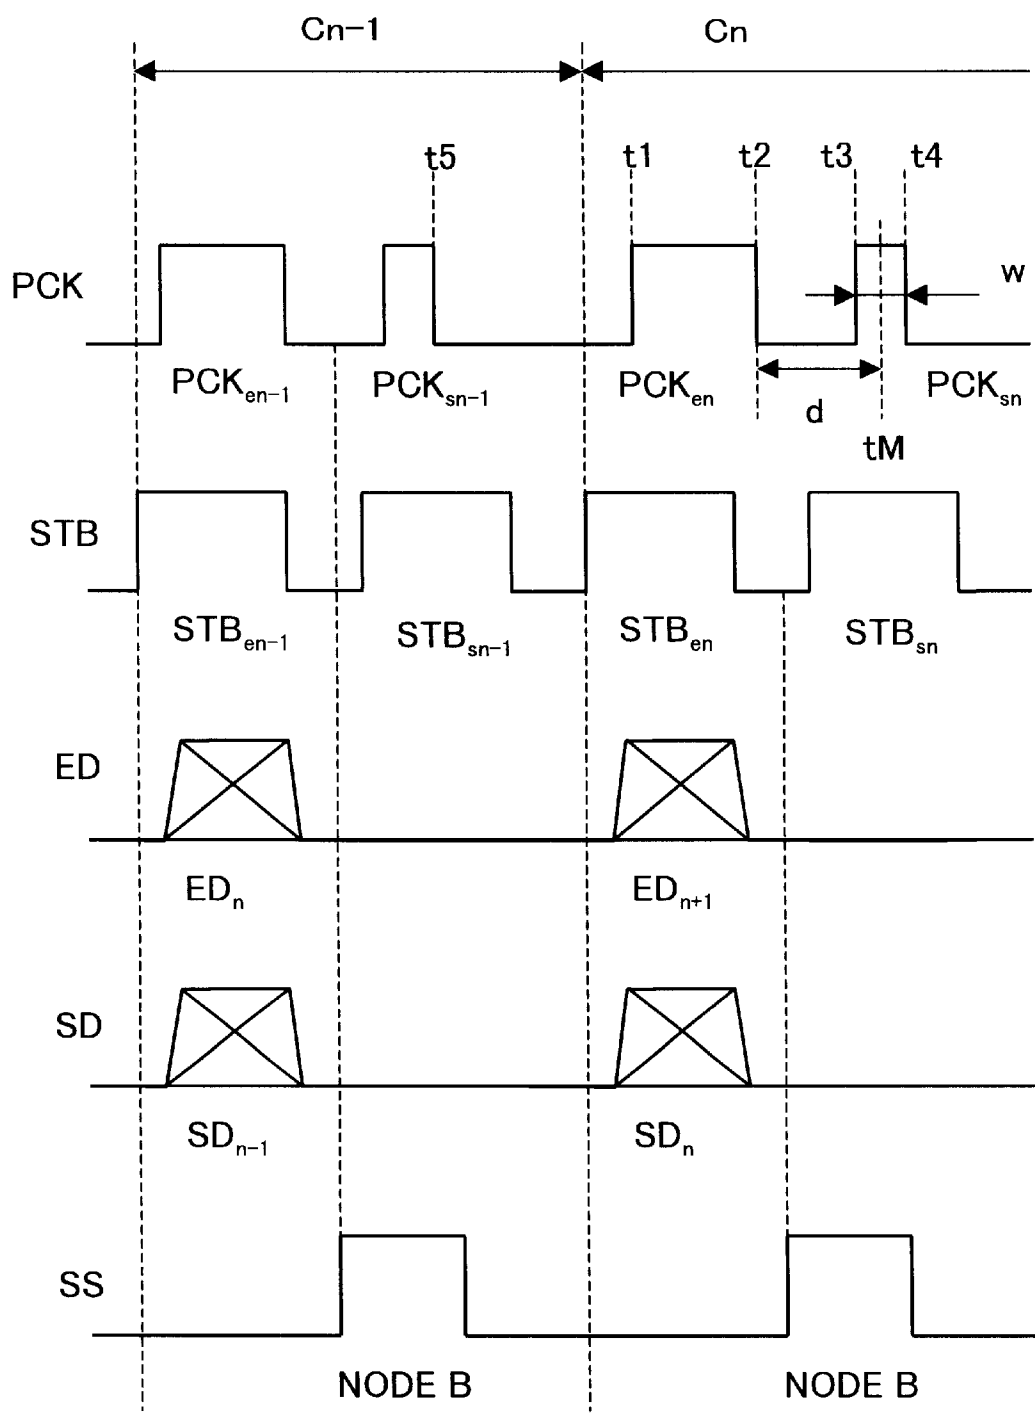 Cn-1 Cn
t5 t1 t2 t3 t4
PCK w
PCKen-1 PCKsn-1 PCKen d PCKsn
tM
STB
STBen-1 STBsn-1 STBen STBsn
ED
EDn EDn+1
SD
SDn-1 SDn
SS
NODE B NODE B